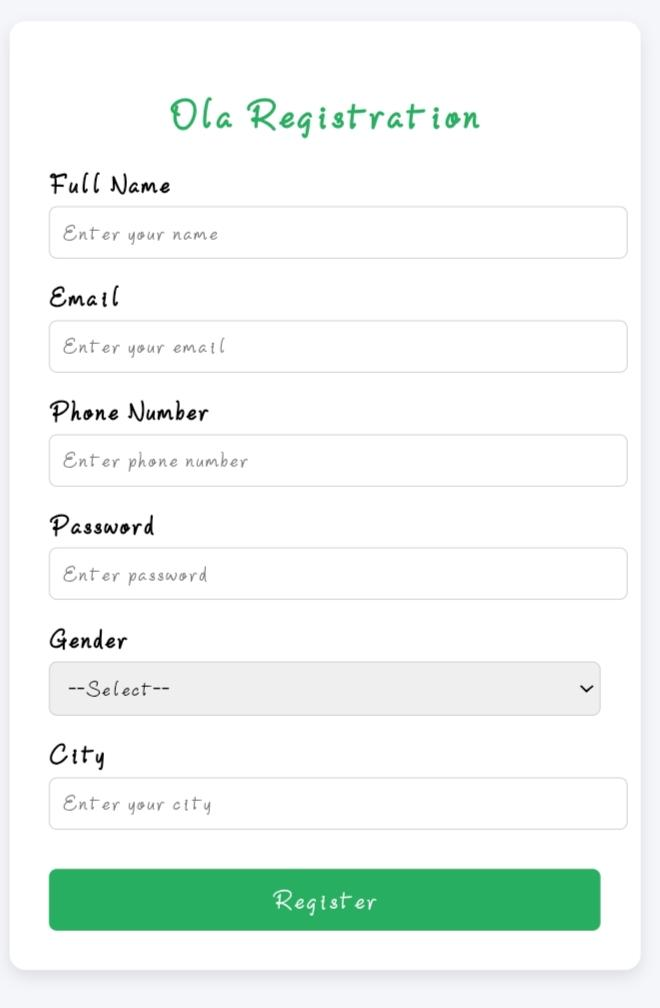 Ola Registration
Full Name
Enter your name
Email
Enter your email
Phone Number
Enter phone number
Password
Enter password
Gender
--Select--
City
Enter your city
Register